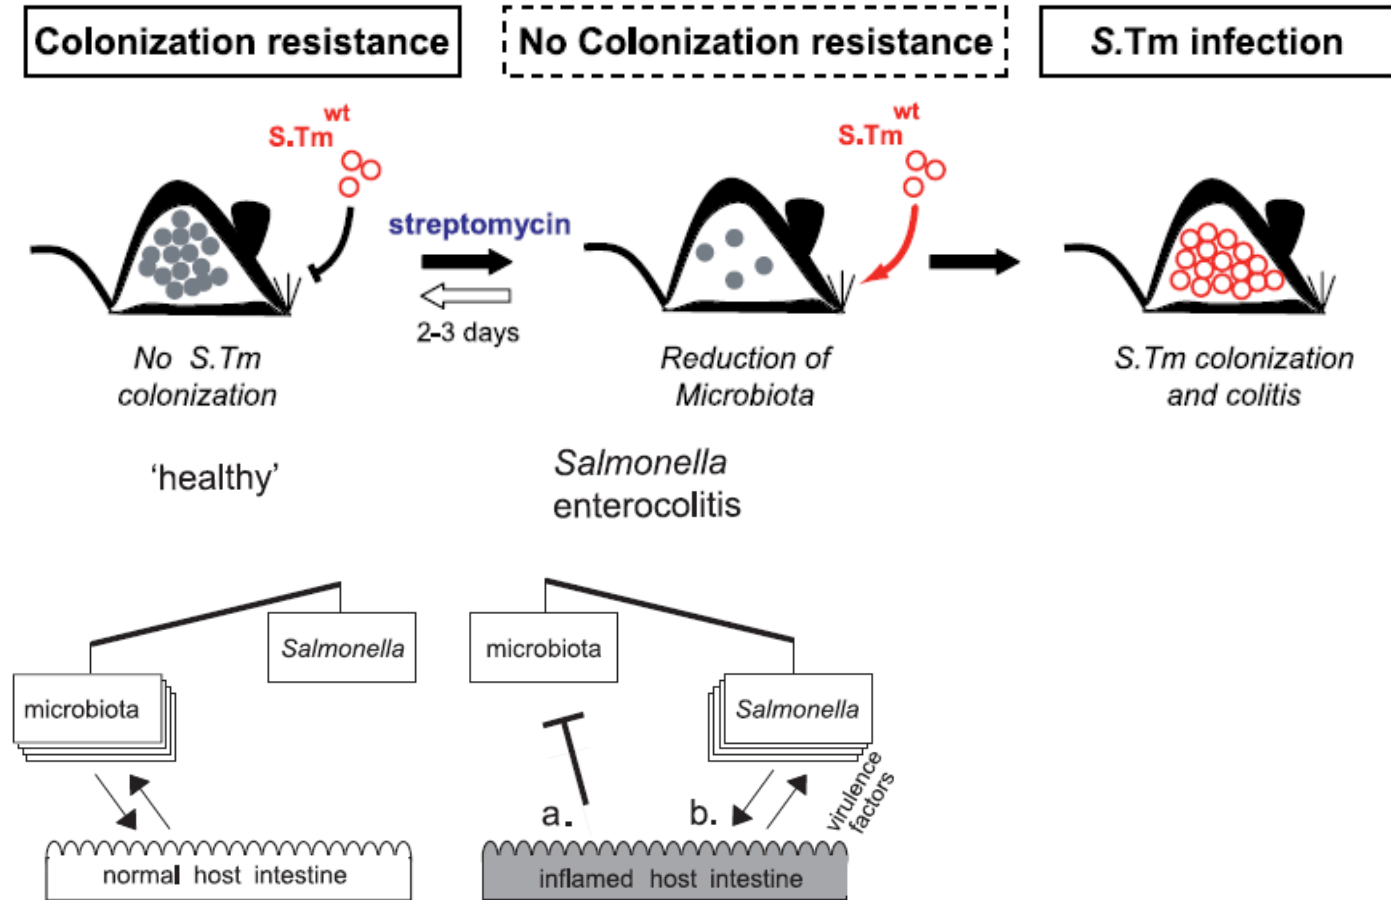 Colonization resistance
No Colonization resistance
S.Tm infection
S.Tm wt
S.Tm wt
streptomycin
2-3 days
No S.Tm
colonization
Reduction of
Microbiota
S.Tm colonization
and colitis
'healthy'
Salmonella
enterocolitis
Salmonella
microbiota
microbiota
Salmonella
virulence
factors
a.
b.
normal host intestine
inflamed host intestine